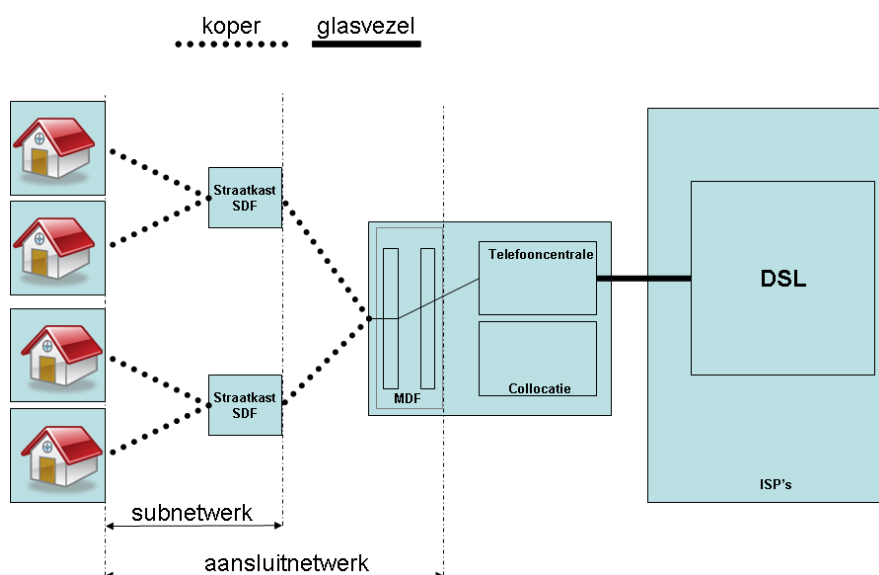 koper
glasvezel
Straatkast
SDF
Telefooncentrale
DSL
MDF
Collocatie
Straatkast
SDF
ISP's
subnetwerk
aansluitnetwerk